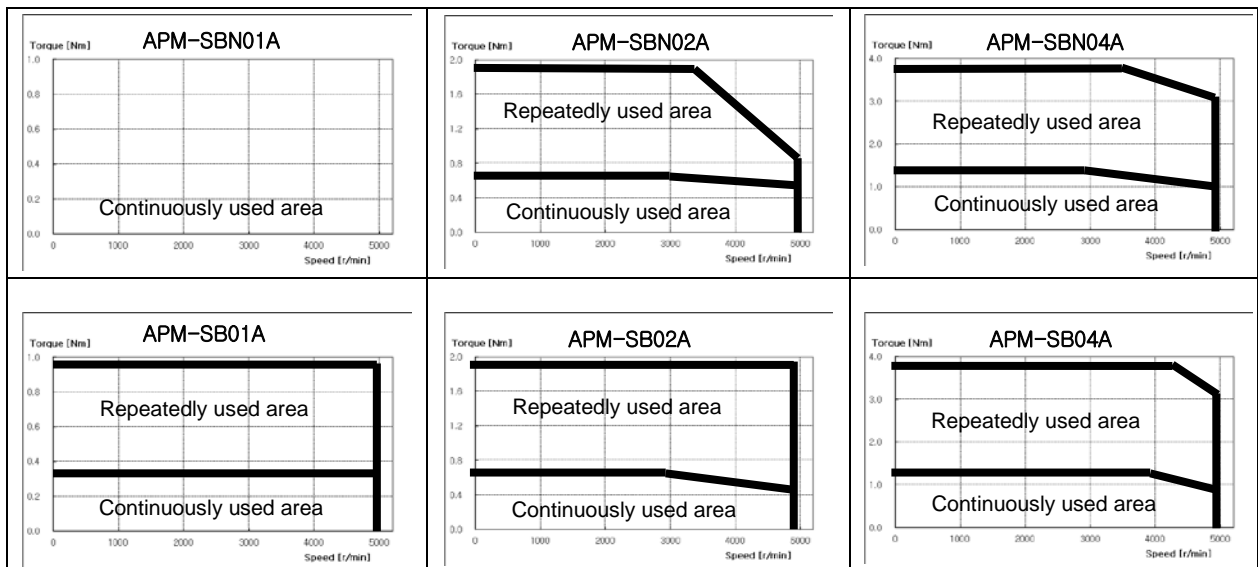 APM-SBN01A
Torque [Nm]
1.0
0.8
0.6
0.4
0.2
Continuously used area
0.0
0 1000 2000 3000 4000 5000
Speed [r/min]
APM-SBN02A
Torque [Nm]
2.0
1.6
Repeatedly used area
1.2
0.8
0.4
Continuously used area
0.0
0 1000 2000 3000 4000 5000
Speed [r/min]
APM-SBN04A
Torque [Nm]
4.0
3.0
Repeatedly used area
2.0
1.0
Continuously used area
0.0
0 1000 2000 3000 4000 5000
Speed [r/min]
APM-SB01A
Torque [Nm]
1.0
0.8
Repeatedly used area
0.6
0.4
0.2
Continuously used area
0.0
0 1000 2000 3000 4000 5000
Speed [r/min]
APM-SB02A
Torque [Nm]
2.0
1.6
Repeatedly used area
1.2
0.8
0.4
Continuously used area
0.0
0 1000 2000 3000 4000 5000
Speed [r/min]
APM-SB04A
Torque [Nm]
4.0
3.0
Repeatedly used area
2.0
1.0
Continuously used area
0.0
0 1000 2000 3000 4000 5000
Speed [r/min]